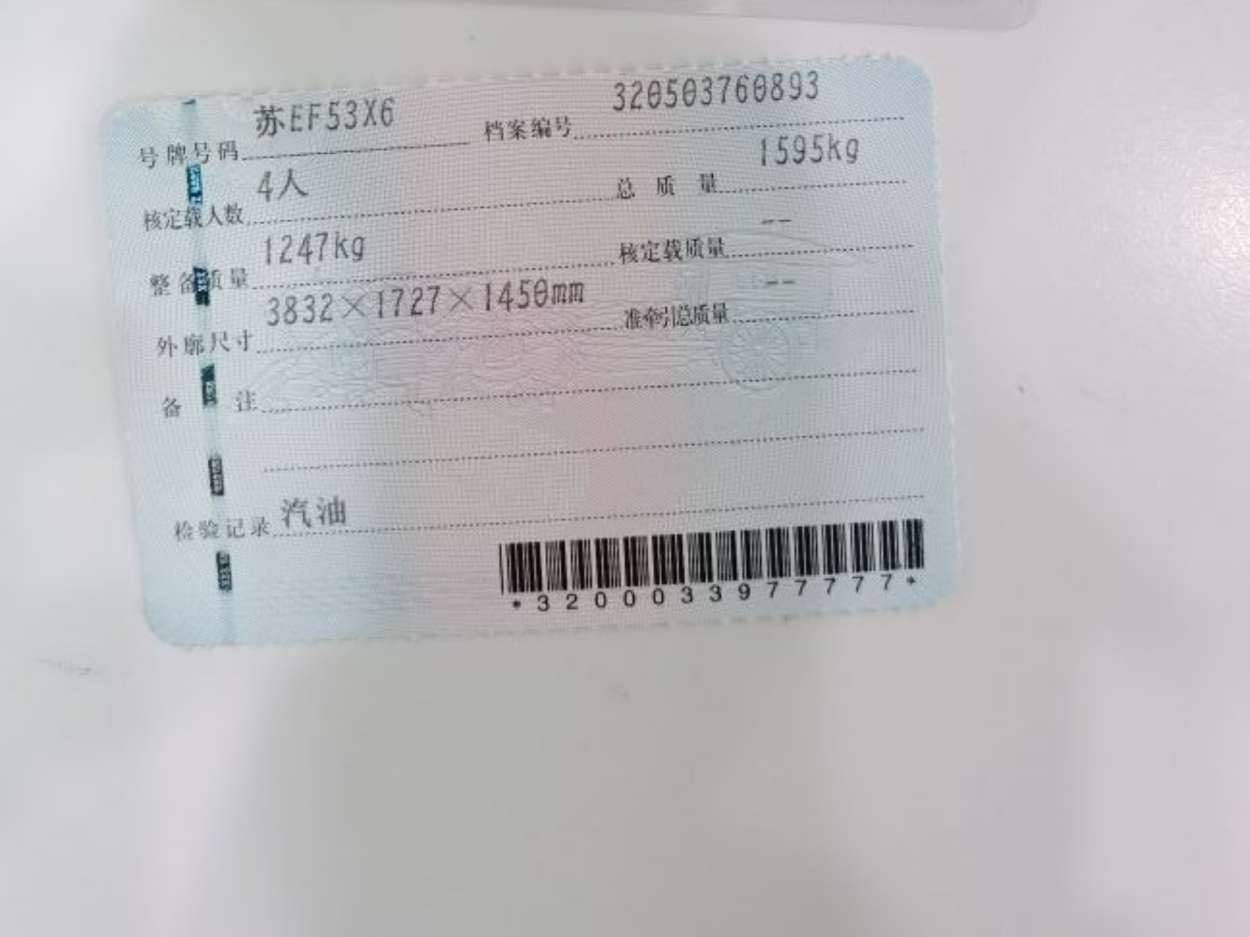 号牌号码 苏EF53X6 档案编号 320503760893
核定载人数 4人 总质量 1595kg
整备质量 1247kg 核定载质量 --
外廓尺寸 3832×1727×1450mm 准牵引总质量 --
备注
检验记录 汽油
*320003397777​7*